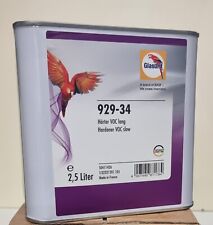 Glasurit
929-34
Härter VOC lang
Hardener VOC slow
2,5 Liter
Made in France